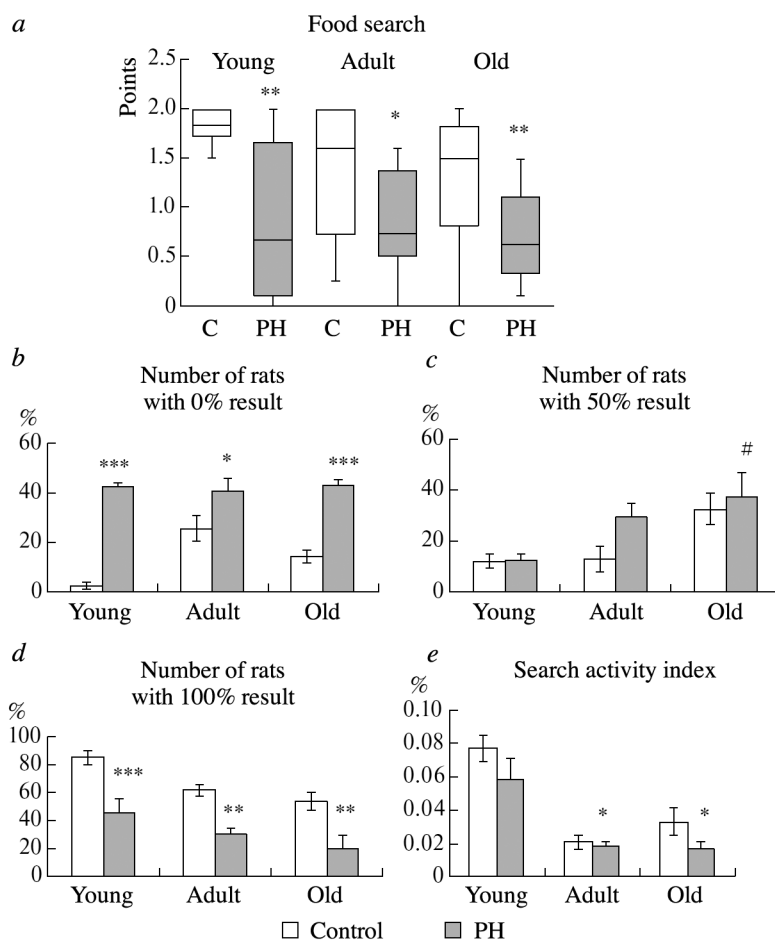 a
Food search
Points
2.5
2.0
1.5
1.0
0.5
0
Young Adult Old
** * **
C PH C PH C PH
b
Number of rats
with 0% result
%
60
40
20
0
*** * ***
Young Adult Old
c
Number of rats
with 50% result
%
60
40
20
0
#
Young Adult Old
d
Number of rats
with 100% result
%
100
80
60
40
20
0
*** ** **
Young Adult Old
e
Search activity index
%
0.10
0.08
0.06
0.04
0.02
0
* *
Young Adult Old
Control PH